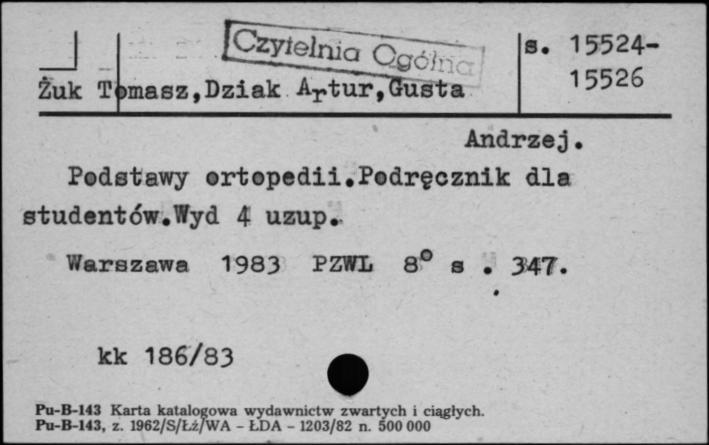 Czytelnia Ogólna
s. 15524-
15526
Żuk Tomasz,Dziak Artur,Gusta
Andrzej.
Podstawy ortopedii.Podręcznik dla
studentów.Wyd 4 uzup.
Warszawa 1983 PZWL 8° s . 347.
kk 186/83
Pu-B-143 Karta katalogowa wydawnictw zwartych i ciągłych.
Pu-B-143, z. 1962/S/Łź/WA - ŁDA - 1203/82 n. 500 000